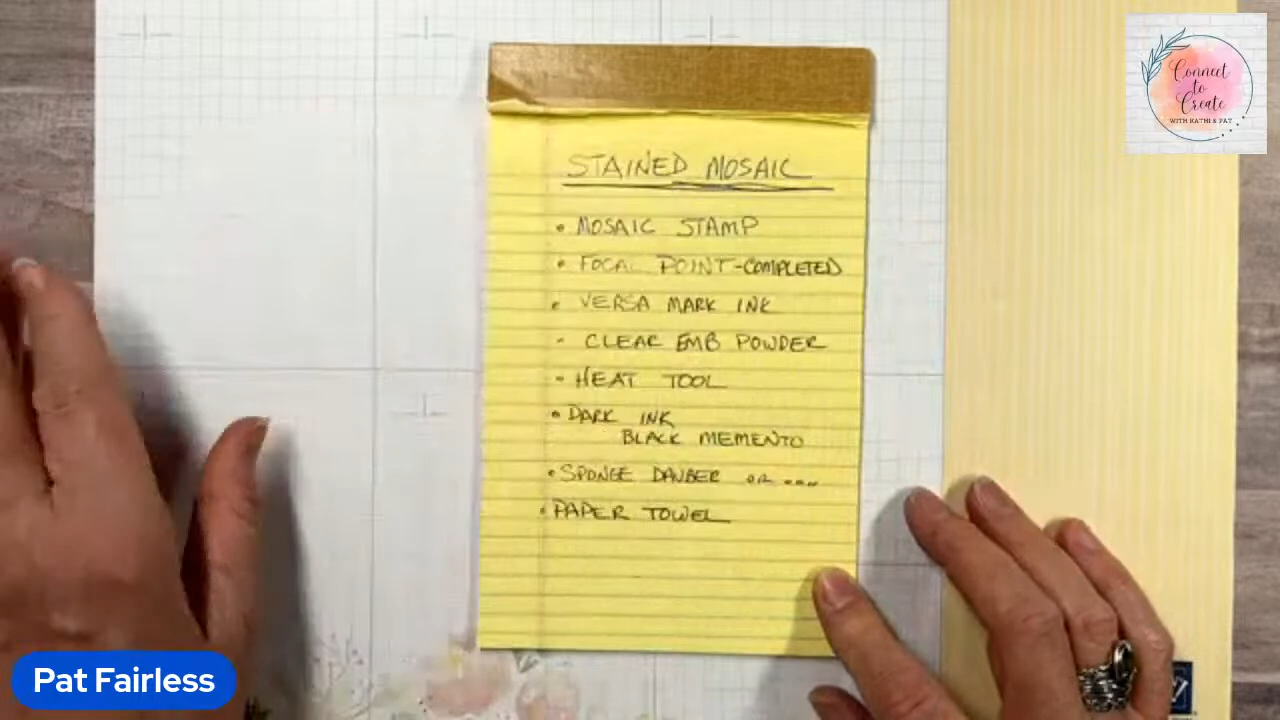 Connect
to
Create
WITH KATHI & PAT
STAINED MOSAIC
• MOSAIC STAMP
• FOCAL POINT-COMPLETED
• VERSA MARK INK
- CLEAR EMB POWDER
- HEAT TOOL
• DARK INK
BLACK MEMENTO
• SPONGE DAUBER OR ...
• PAPER TOWEL
Pat Fairless